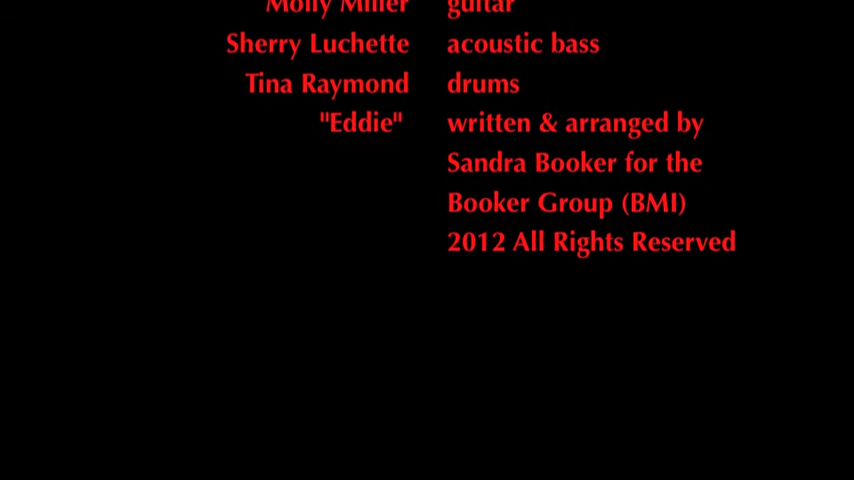 Molly Miller guitar
Sherry Luchette acoustic bass
Tina Raymond drums
"Eddie" written & arranged by
Sandra Booker for the
Booker Group (BMI)
2012 All Rights Reserved